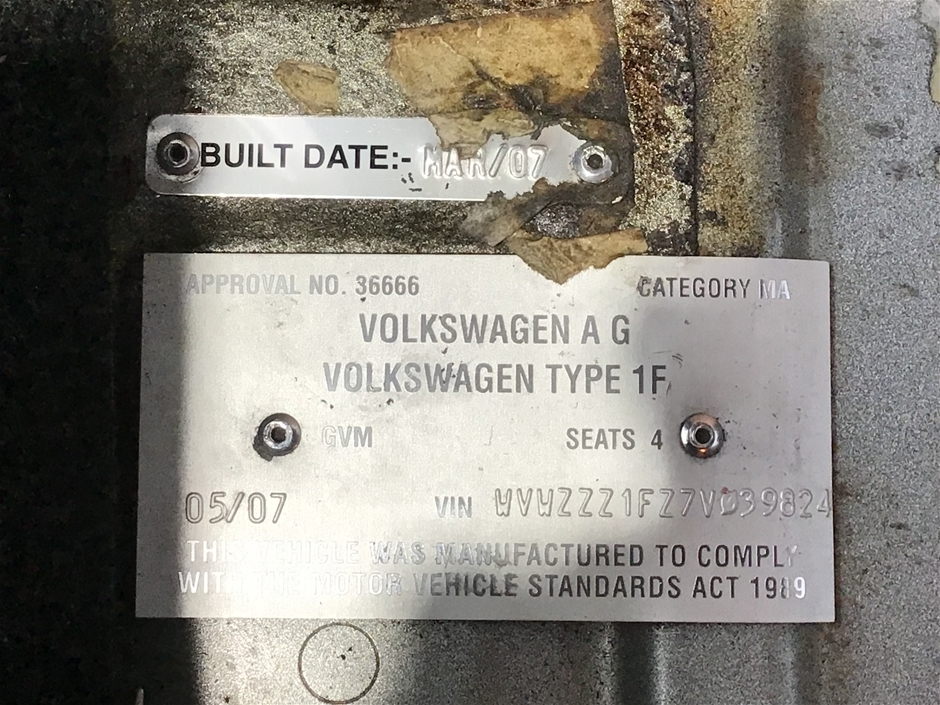 BUILT DATE:- MAR/07
APPROVAL NO. 36666 CATEGORY MA
VOLKSWAGEN A G
VOLKSWAGEN TYPE 1F
GVM SEATS 4
05/07 VIN WVWZZZ1FZ7V039824
THIS VEHICLE WAS MANUFACTURED TO COMPLY
WITH THE MOTOR VEHICLE STANDARDS ACT 1989